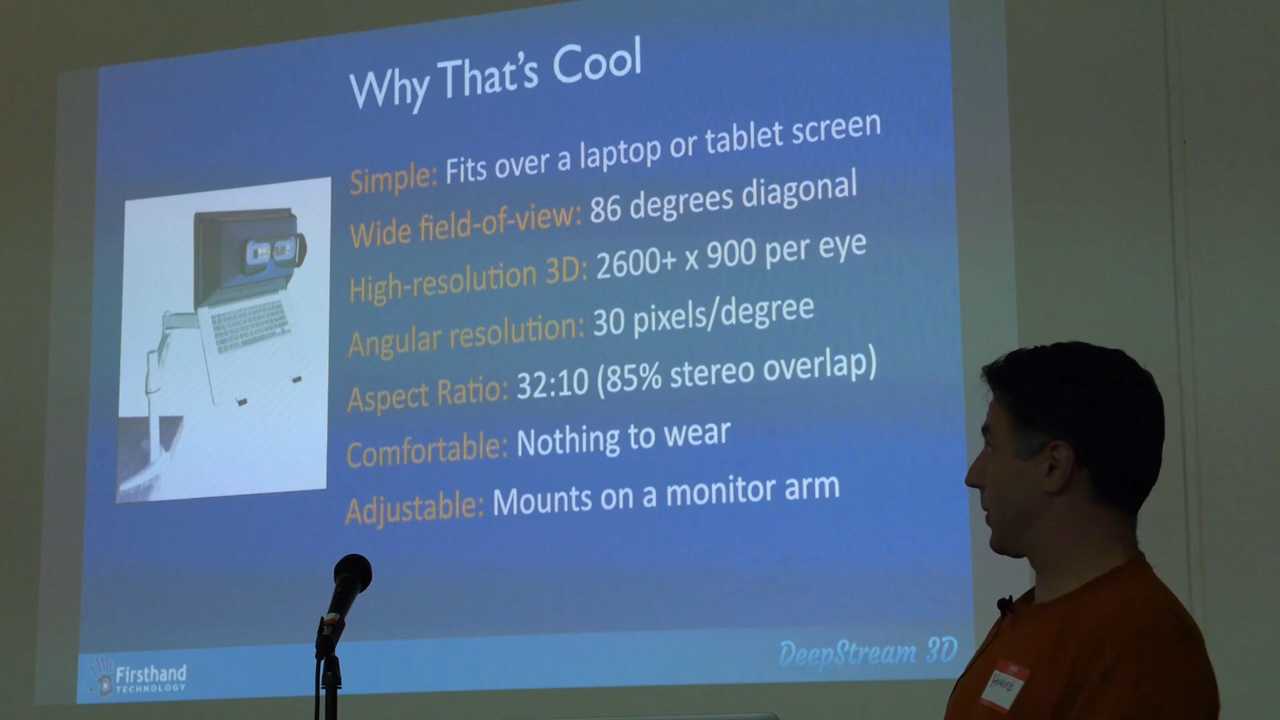 Why That's Cool
Simple: Fits over a laptop or tablet screen
Wide field-of-view: 86 degrees diagonal
High-resolution 3D: 2600+ x 900 per eye
Angular resolution: 30 pixels/degree
Aspect Ratio: 32:10 (85% stereo overlap)
Comfortable: Nothing to wear
Adjustable: Mounts on a monitor arm
Firsthand
TECHNOLOGY
DeepStream 3D